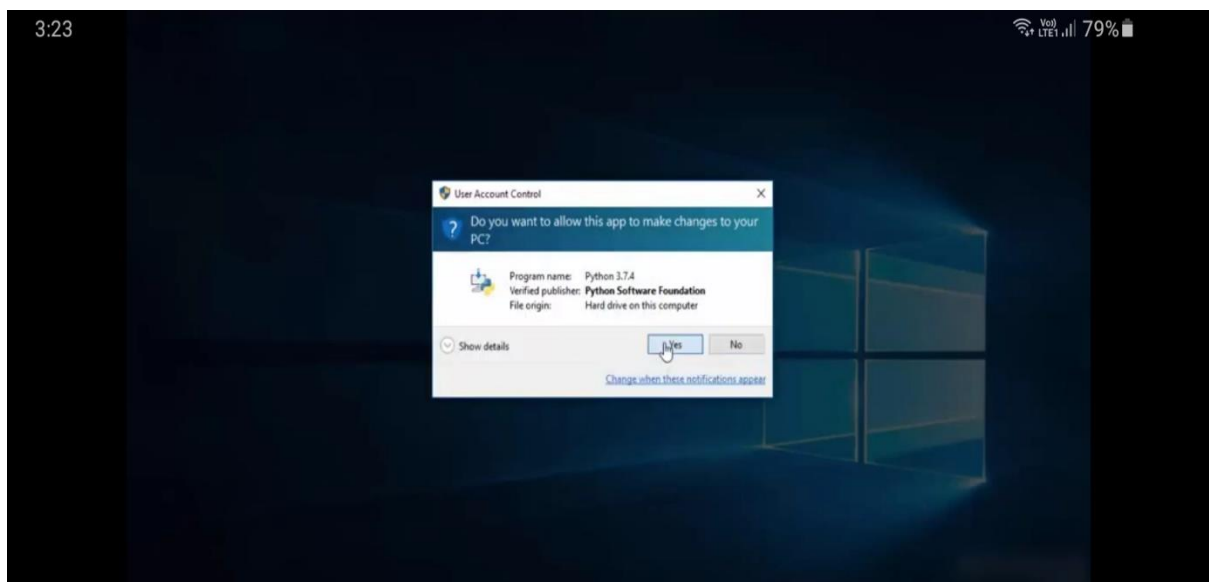 3:23
Vo)) LTE1 79%
User Account Control
Do you want to allow this app to make changes to your
PC?
Program name: Python 3.7.4
Verified publisher: Python Software Foundation
File origin: Hard drive on this computer
Show details
Yes No
Change when these notifications appear